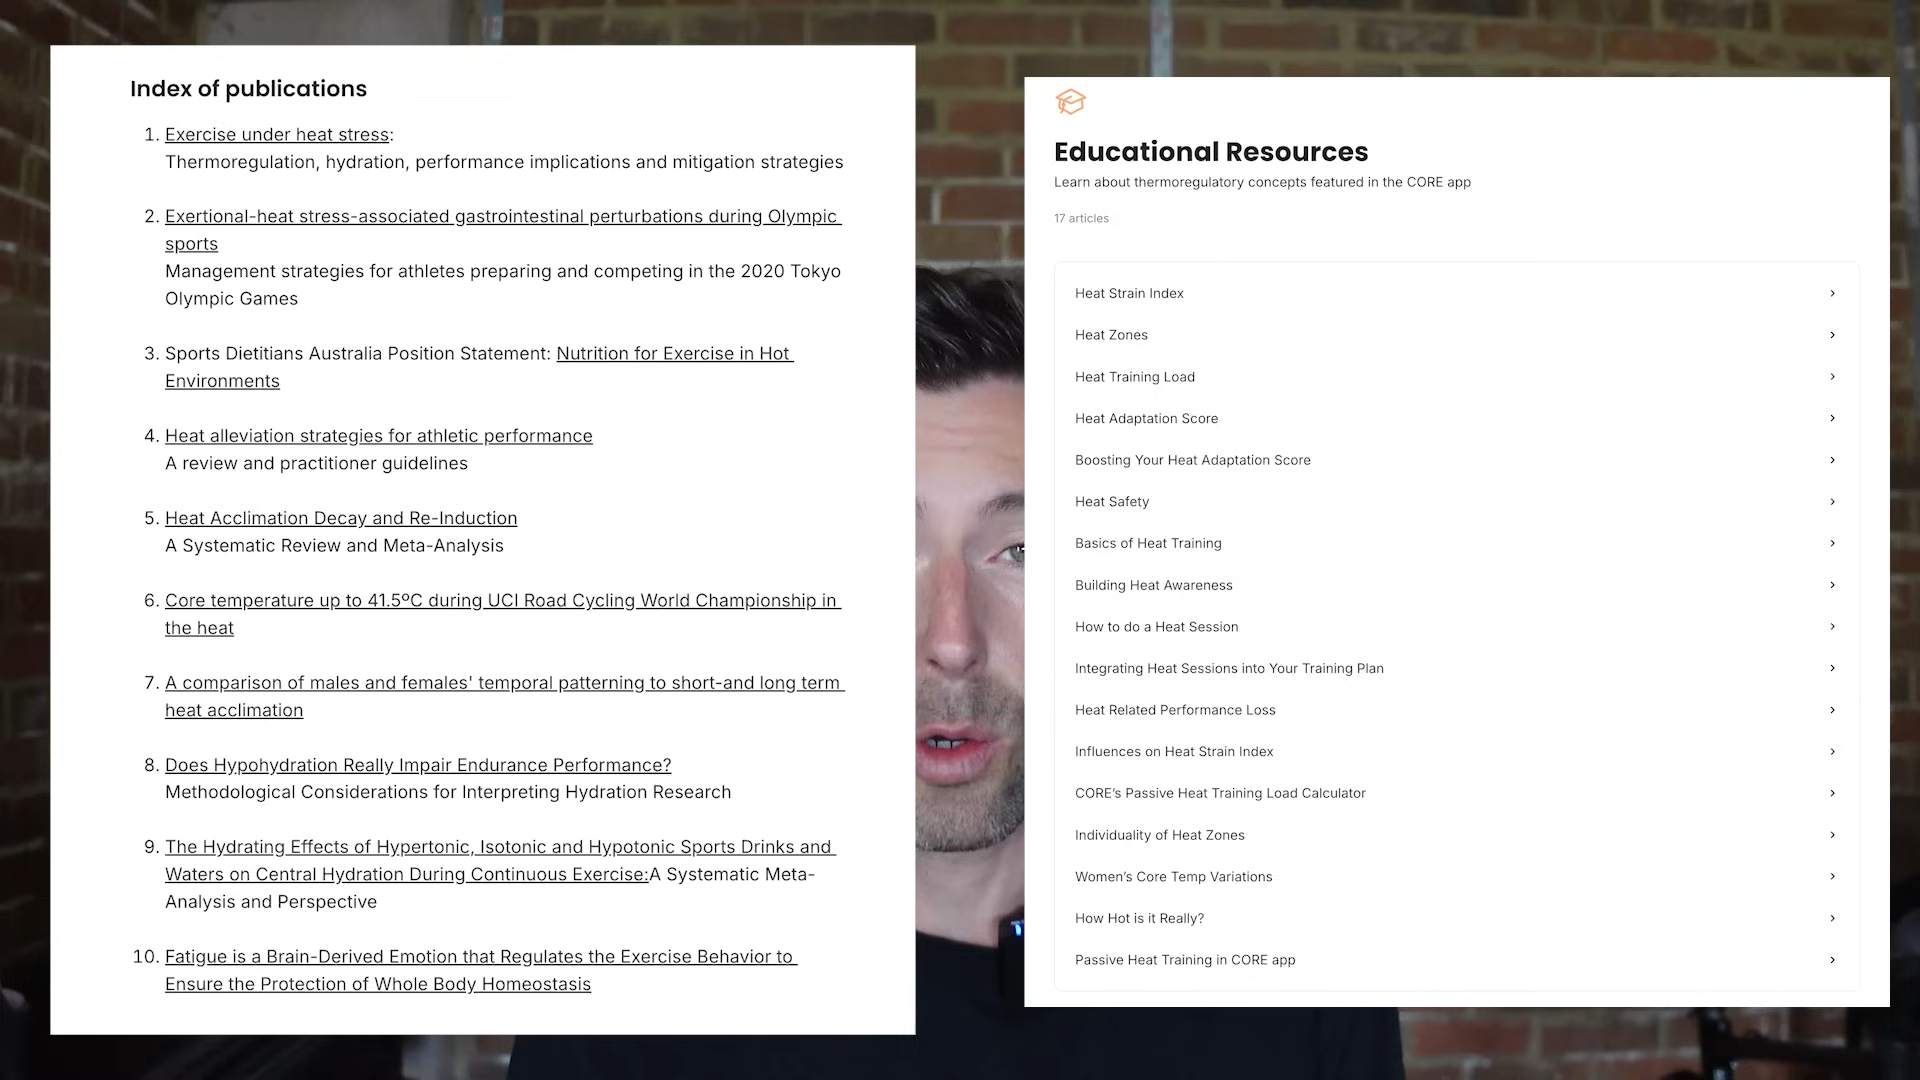 Index of publications
1. Exercise under heat stress:
Thermoregulation, hydration, performance implications and mitigation strategies
2. Exertional-heat stress-associated gastrointestinal perturbations during Olympic
sports
Management strategies for athletes preparing and competing in the 2020 Tokyo
Olympic Games
3. Sports Dietitians Australia Position Statement: Nutrition for Exercise in Hot
Environments
4. Heat alleviation strategies for athletic performance
A review and practitioner guidelines
5. Heat Acclimation Decay and Re-Induction
A Systematic Review and Meta-Analysis
6. Core temperature up to 41.5ºC during UCI Road Cycling World Championship in
the heat
7. A comparison of males and females' temporal patterning to short-and long term
heat acclimation
8. Does Hypohydration Really Impair Endurance Performance?
Methodological Considerations for Interpreting Hydration Research
9. The Hydrating Effects of Hypertonic, Isotonic and Hypotonic Sports Drinks and
Waters on Central Hydration During Continuous Exercise:A Systematic Meta-
Analysis and Perspective
10. Fatigue is a Brain-Derived Emotion that Regulates the Exercise Behavior to
Ensure the Protection of Whole Body Homeostasis
Educational Resources
Learn about thermoregulatory concepts featured in the CORE app
17 articles
Heat Strain Index
Heat Zones
Heat Training Load
Heat Adaptation Score
Boosting Your Heat Adaptation Score
Heat Safety
Basics of Heat Training
Building Heat Awareness
How to do a Heat Session
Integrating Heat Sessions into Your Training Plan
Heat Related Performance Loss
Influences on Heat Strain Index
CORE’s Passive Heat Training Load Calculator
Individuality of Heat Zones
Women’s Core Temp Variations
How Hot is it Really?
Passive Heat Training in CORE app